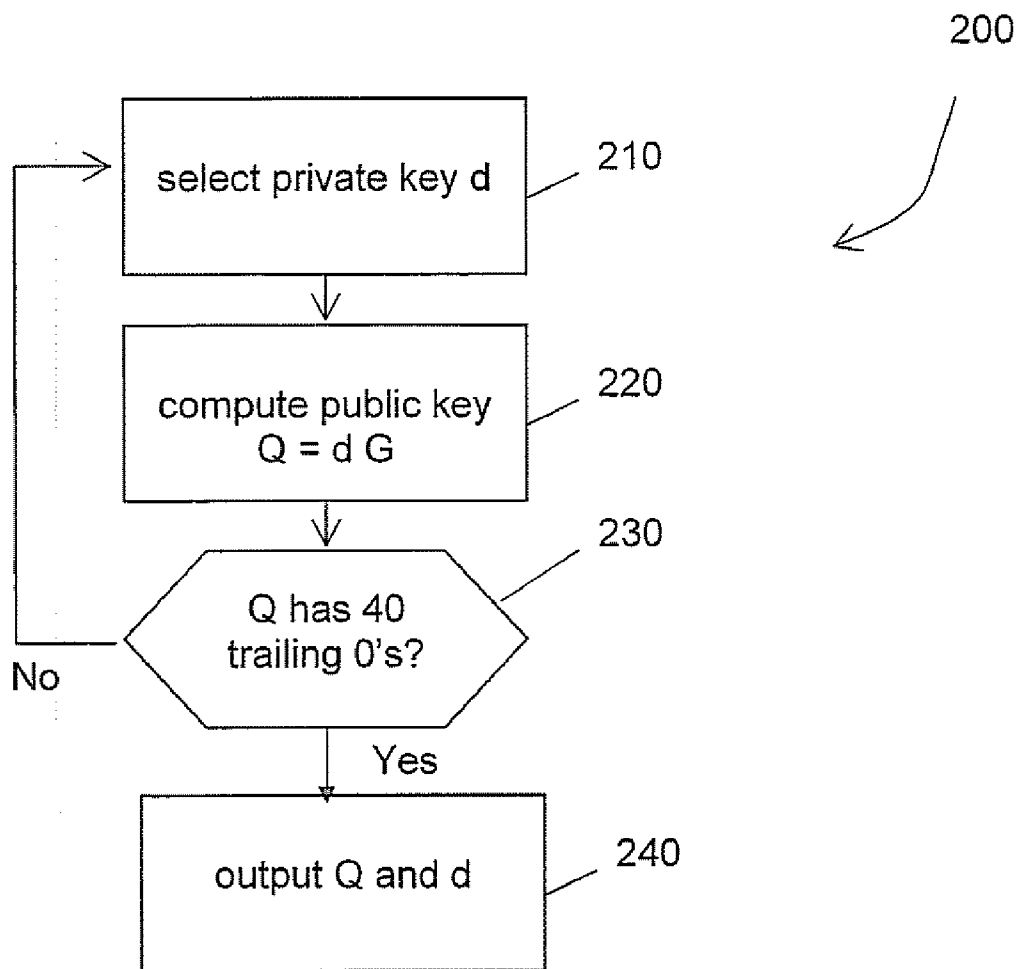 200
select private key d
210
compute public key
Q = d G
220
Q has 40
trailing 0's?
230
No
Yes
output Q and d
240